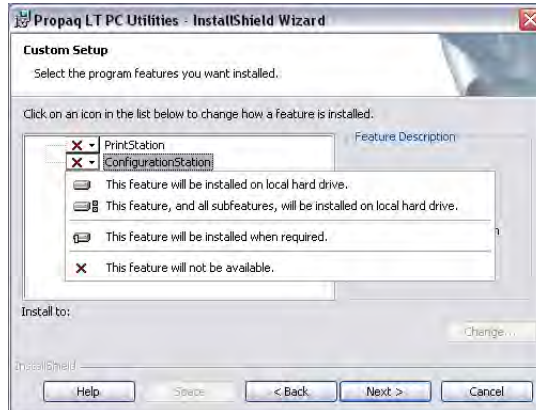 Propaq LT PC Utilities - InstallShield Wizard
Custom Setup
Select the program features you want installed.
Click on an icon in the list below to change how a feature is installed.
PrintStation
Feature Description
ConfigurationStation
This feature will be installed on local hard drive.
This feature, and all subfeatures, will be installed on local hard drive.
This feature will be installed when required.
This feature will not be available.
Install to:
Change...
InstallShield
Help
Space
< Back
Next >
Cancel